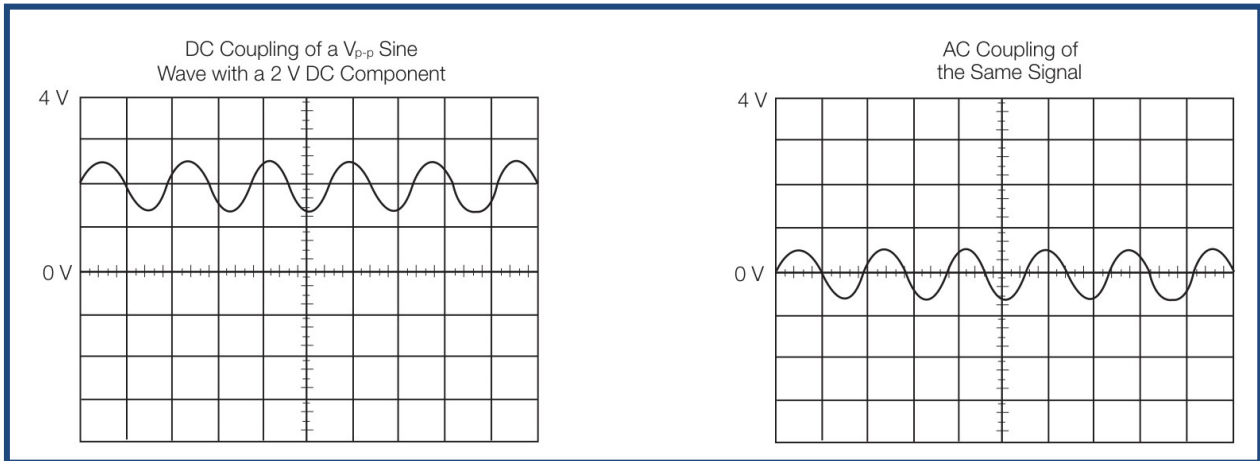 DC Coupling of a Vp-p Sine
Wave with a 2 V DC Component
4 V
0 V
AC Coupling of
the Same Signal
4 V
0 V